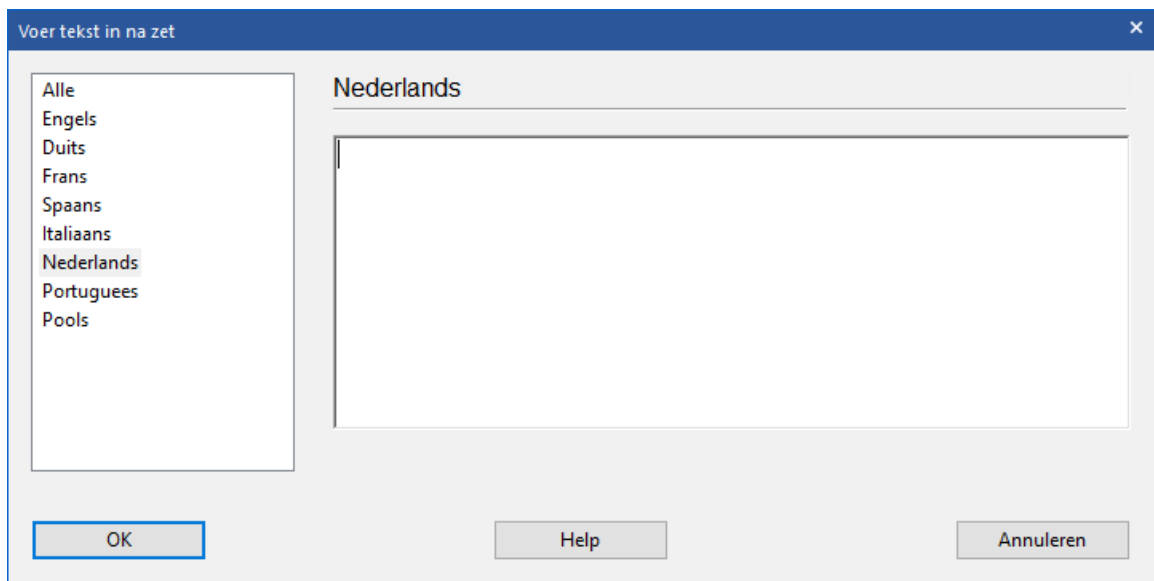 Voer tekst in na zet
Alle
Engels
Duits
Frans
Spaans
Italiaans
Nederlands
Portuguees
Pools
Nederlands
OK
Help
Annuleren